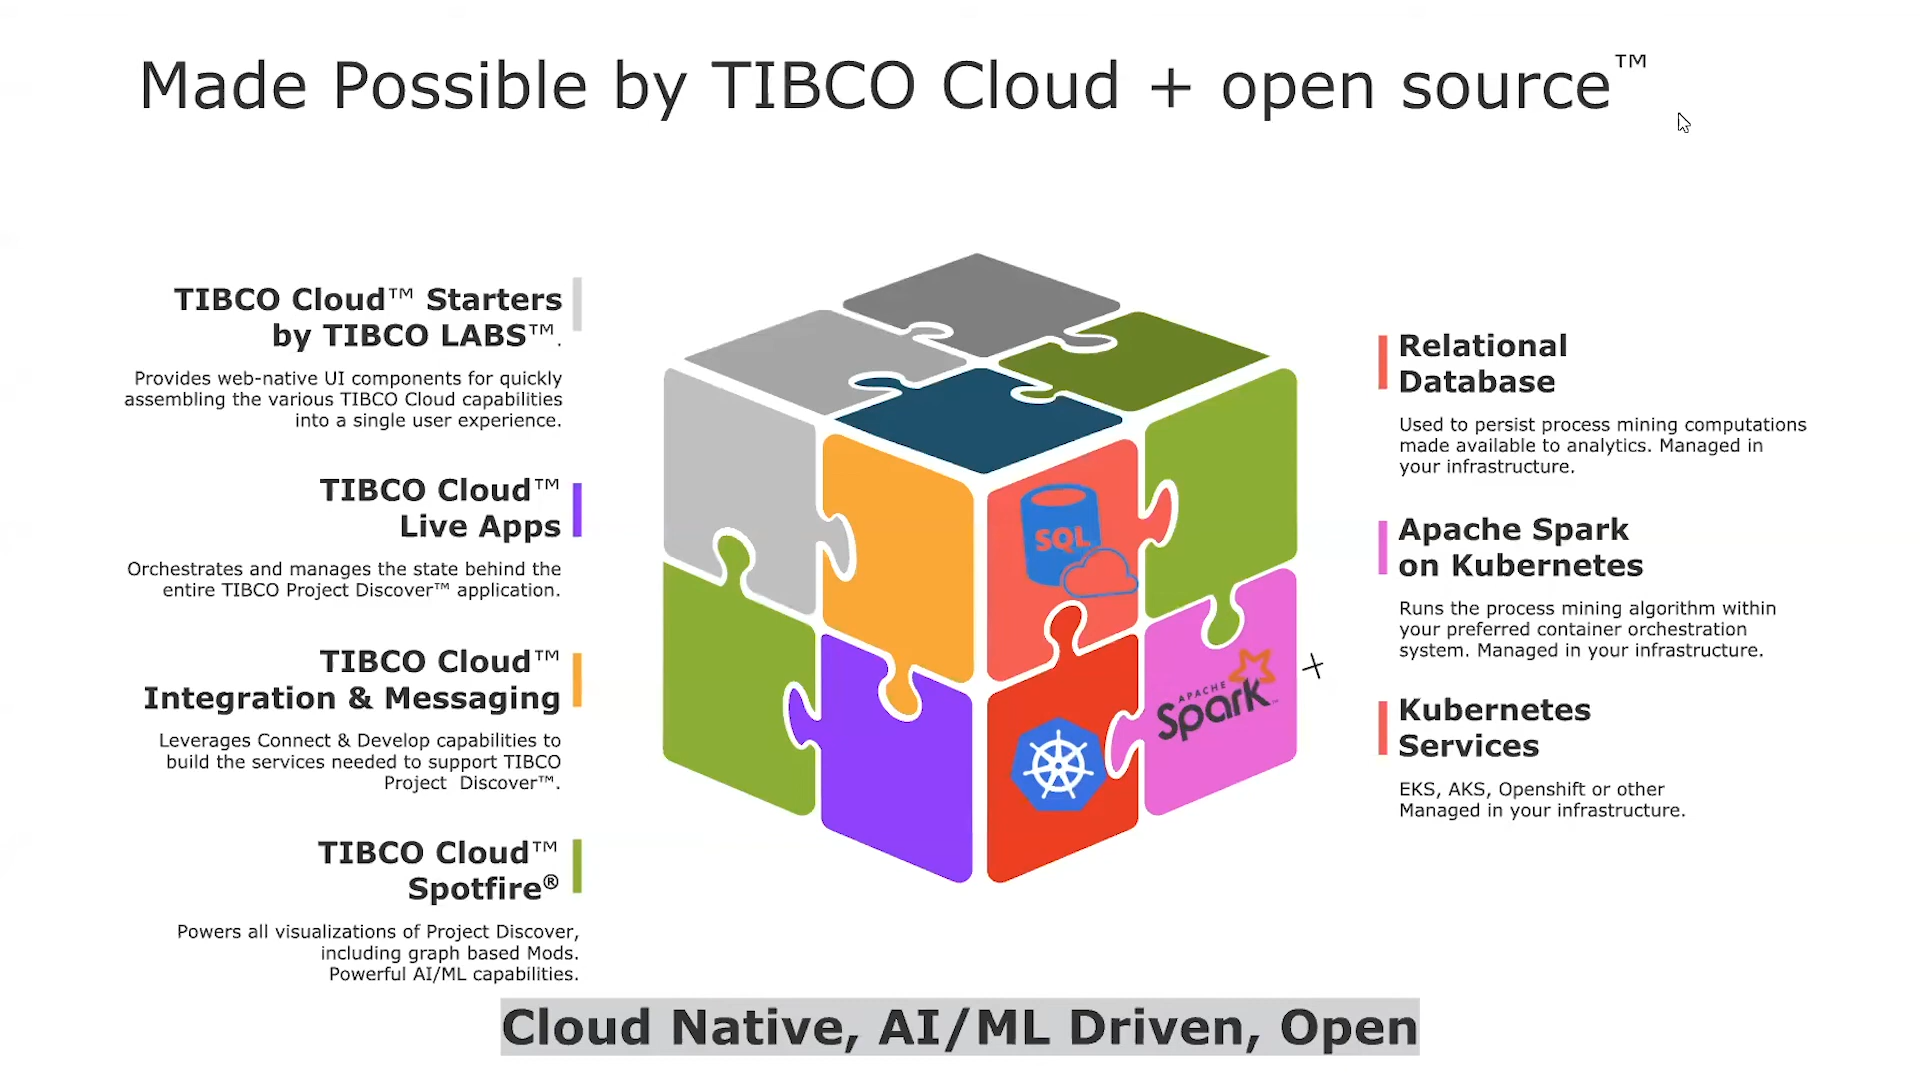 Made Possible by TIBCO Cloud + open source™
TIBCO Cloud™ Starters
by TIBCO LABS™.
Provides web-native UI components for quickly
assembling the various TIBCO Cloud capabilities
into a single user experience.
TIBCO Cloud™
Live Apps
Orchestrates and manages the state behind the
entire TIBCO Project Discover™ application.
TIBCO Cloud™
Integration & Messaging
Leverages Connect & Develop capabilities to
build the services needed to support TIBCO
Project Discover™.
TIBCO Cloud™
Spotfire®
Powers all visualizations of Project Discover,
including graph based Mods.
Powerful AI/ML capabilities.
SQL
APACHE
Spark™
+
Relational
Database
Used to persist process mining computations
made available to analytics. Managed in
your infrastructure.
Apache Spark
on Kubernetes
Runs the process mining algorithm within
your preferred container orchestration
system. Managed in your infrastructure.
Kubernetes
Services
EKS, AKS, Openshift or other
Managed in your infrastructure.
Cloud Native, AI/ML Driven, Open